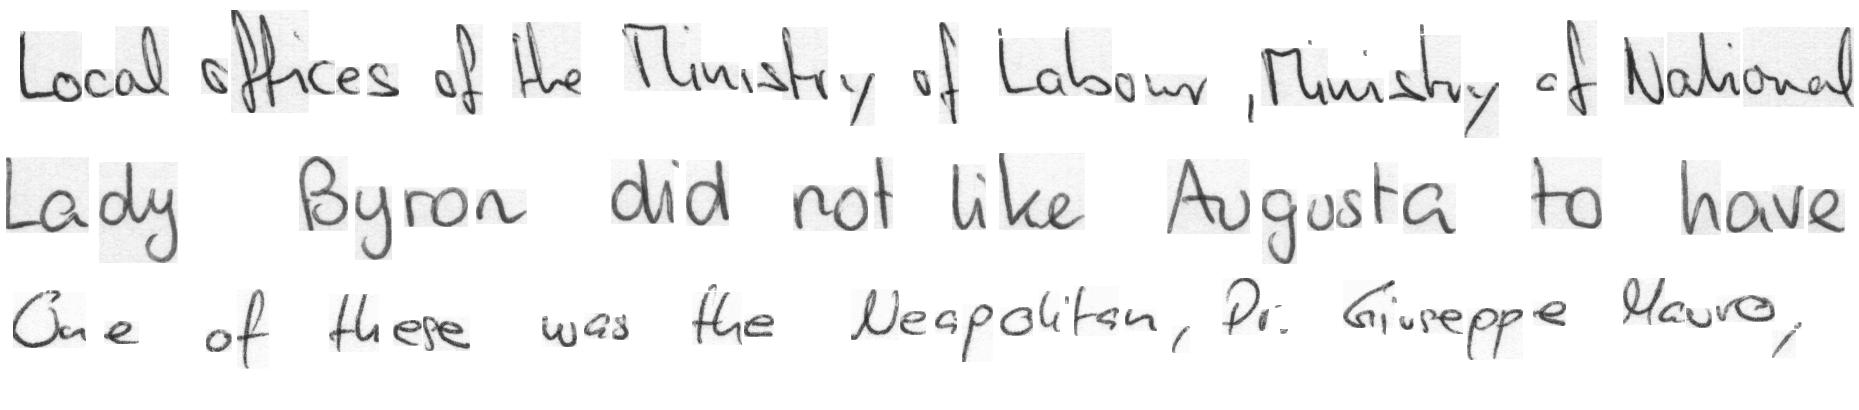 Local offices of the Ministry of Labour, Ministry of National
Lady Byron did not like Augusta to have
One of these was the Neapolitan, Dr. Giuseppe Mauro,